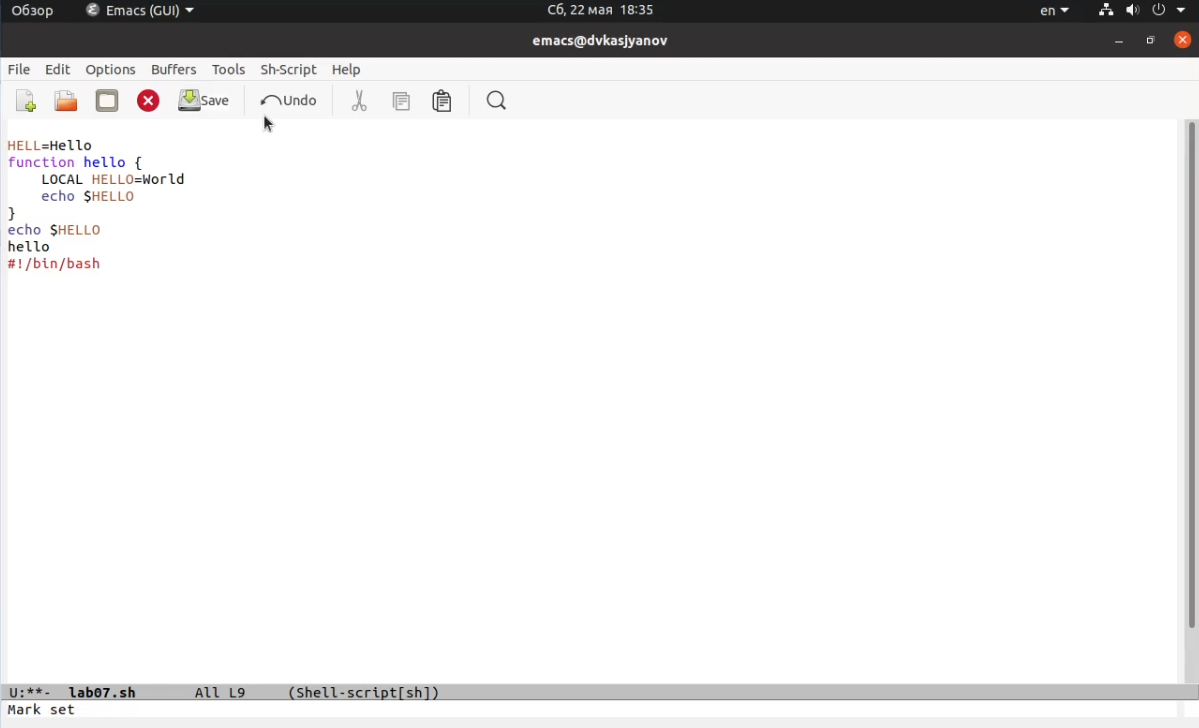 Обзор Emacs (GUI) Сб, 22 мая 18:35 en
emacs@dvkasjyanov
File Edit Options Buffers Tools Sh-Script Help
Save Undo
HELL=Hello
function hello {
    LOCAL HELLO=World
    echo $HELLO
}
echo $HELLO
hello
#!/bin/bash
U:**- lab07.sh All L9 (Shell-script[sh])
Mark set